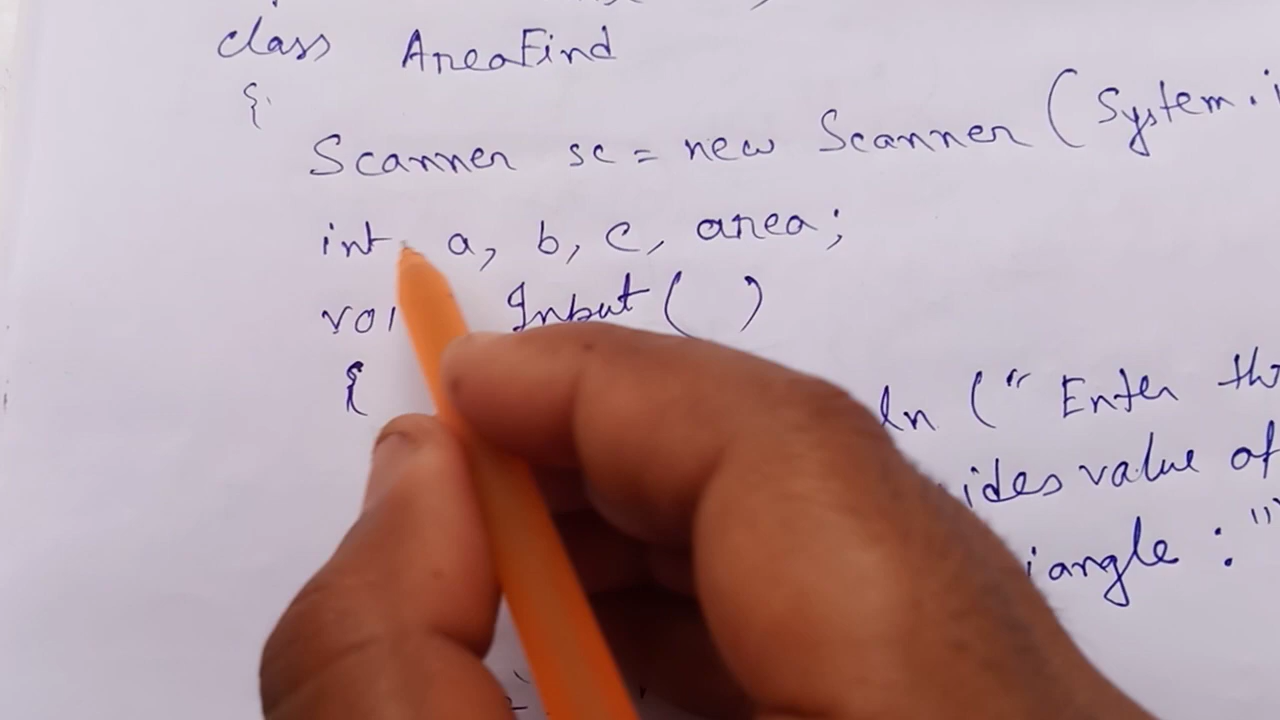 class AreaFind
{
Scanner sc = new Scanner (System.i
int a, b, c, area;
voi Input ( )
{
ln (" Enter th
ides value of
iangle : "